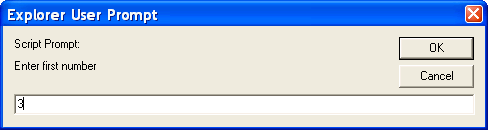 Explorer User Prompt
Script Prompt:
OK
Enter first number
Cancel
3